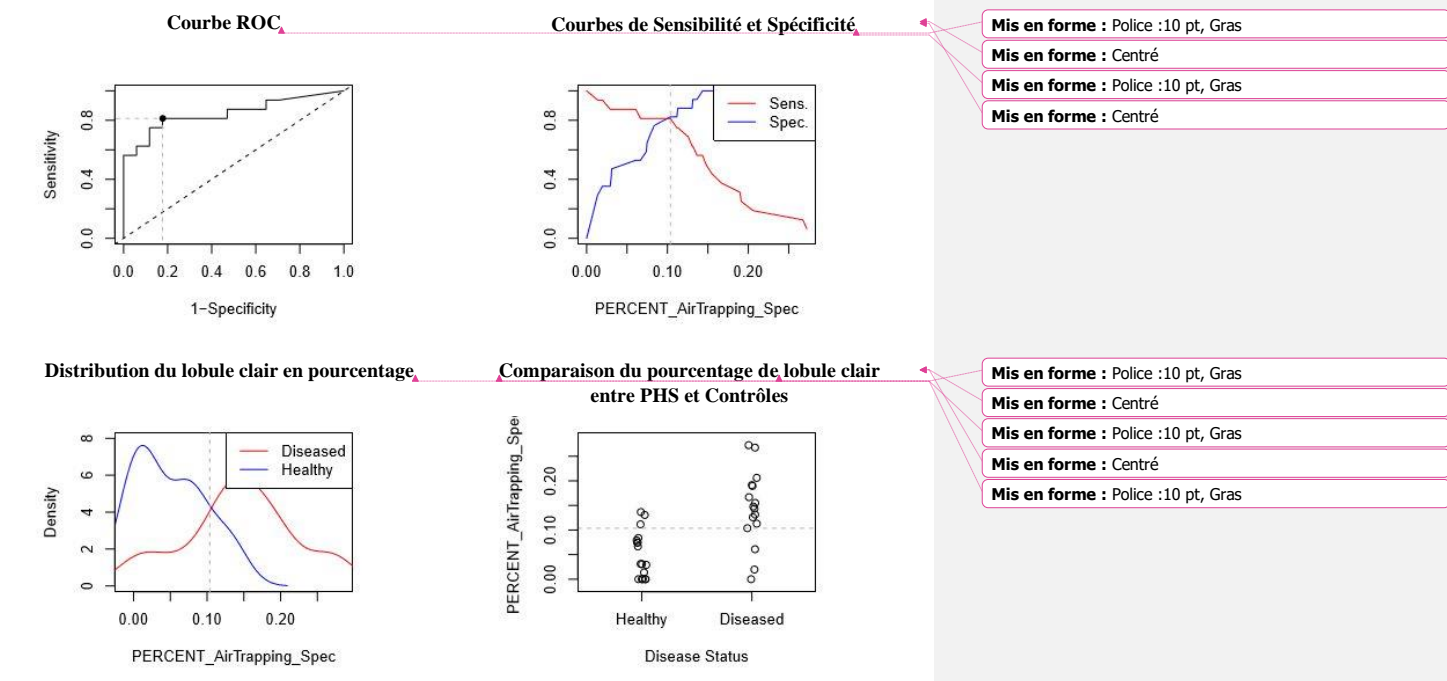 Courbe ROC
Courbes de Sensibilité et Spécificité
Mis en forme : Police :10 pt, Gras
Mis en forme : Centré
Mis en forme : Police :10 pt, Gras
Mis en forme : Centré
Sensitivity
0.0 0.4 0.8
0.0 0.2 0.4 0.6 0.8 1.0
1−Specificity
Sens.
Spec.
0.0 0.4 0.8
0.00 0.10 0.20
PERCENT_AirTrapping_Spec
Distribution du lobule clair en pourcentage
Comparaison du pourcentage de lobule clair
entre PHS et Contrôles
Mis en forme : Police :10 pt, Gras
Mis en forme : Centré
Mis en forme : Police :10 pt, Gras
Mis en forme : Centré
Mis en forme : Police :10 pt, Gras
Density
0 2 4 6 8
Diseased
Healthy
0.00 0.10 0.20
PERCENT_AirTrapping_Spec
PERCENT_AirTrapping_Spe
0.00 0.10 0.20
Healthy Diseased
Disease Status